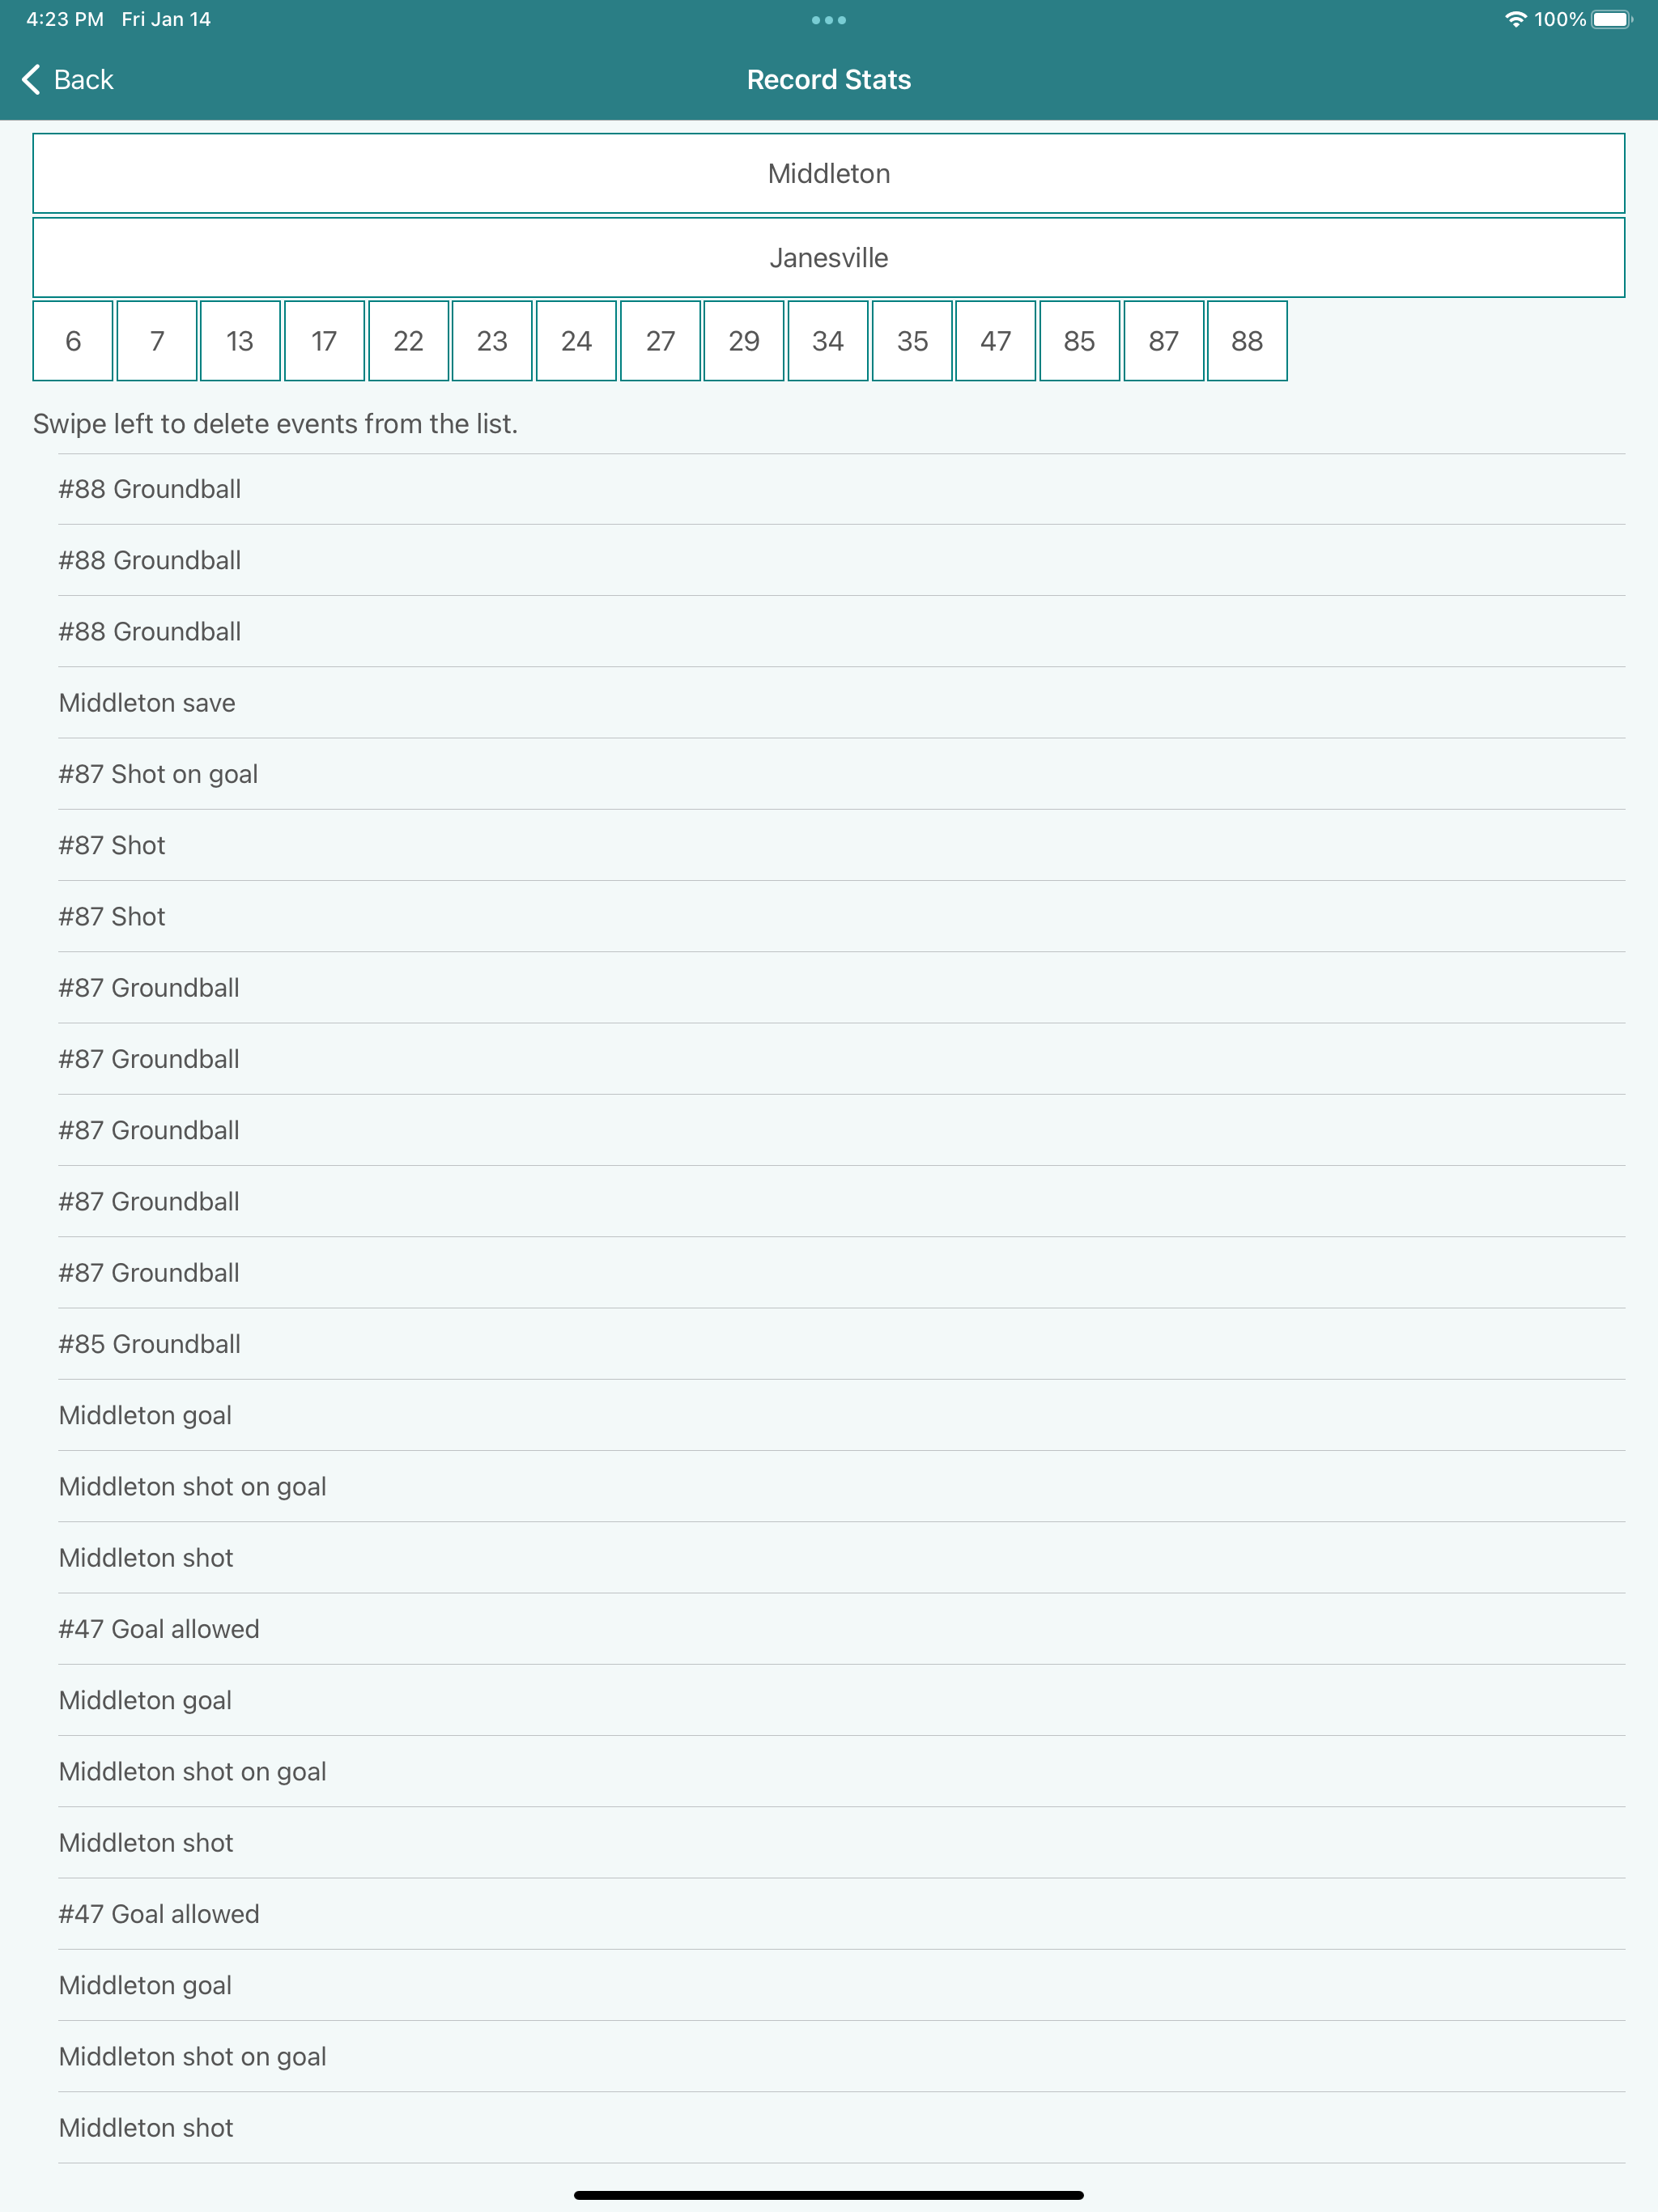 4:23 PM Fri Jan 14 100%
Back Record Stats
Middleton
Janesville
6 7 13 17 22 23 24 27 29 34 35 47 85 87 88
Swipe left to delete events from the list.
#88 Groundball
#88 Groundball
#88 Groundball
Middleton save
#87 Shot on goal
#87 Shot
#87 Shot
#87 Groundball
#87 Groundball
#87 Groundball
#87 Groundball
#87 Groundball
#85 Groundball
Middleton goal
Middleton shot on goal
Middleton shot
#47 Goal allowed
Middleton goal
Middleton shot on goal
Middleton shot
#47 Goal allowed
Middleton goal
Middleton shot on goal
Middleton shot